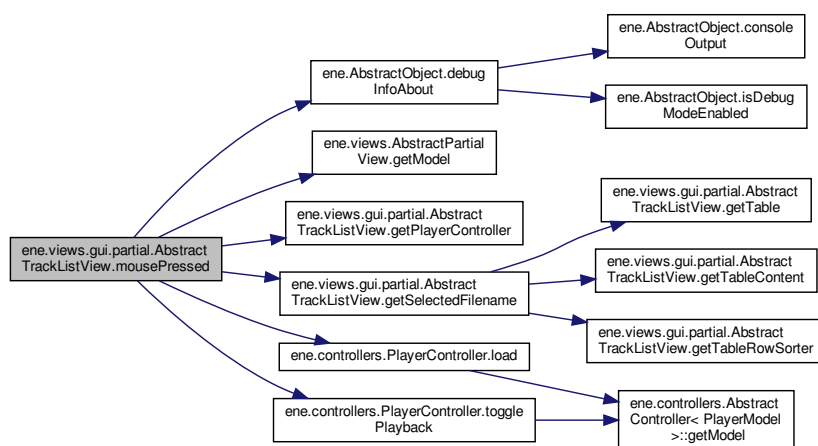 ene.views.gui.partial.Abstract
TrackListView.mousePressed
ene.AbstractObject.debug
InfoAbout
ene.AbstractObject.console
Output
ene.AbstractObject.isDebug
ModeEnabled
ene.views.AbstractPartial
View.getModel
ene.views.gui.partial.Abstract
TrackListView.getPlayerController
ene.views.gui.partial.Abstract
TrackListView.getSelectedFilename
ene.views.gui.partial.Abstract
TrackListView.getTable
ene.views.gui.partial.Abstract
TrackListView.getTableContent
ene.views.gui.partial.Abstract
TrackListView.getTableRowSorter
ene.controllers.PlayerController.load
ene.controllers.PlayerController.toggle
Playback
ene.controllers.Abstract
Controller< PlayerModel
>::getModel